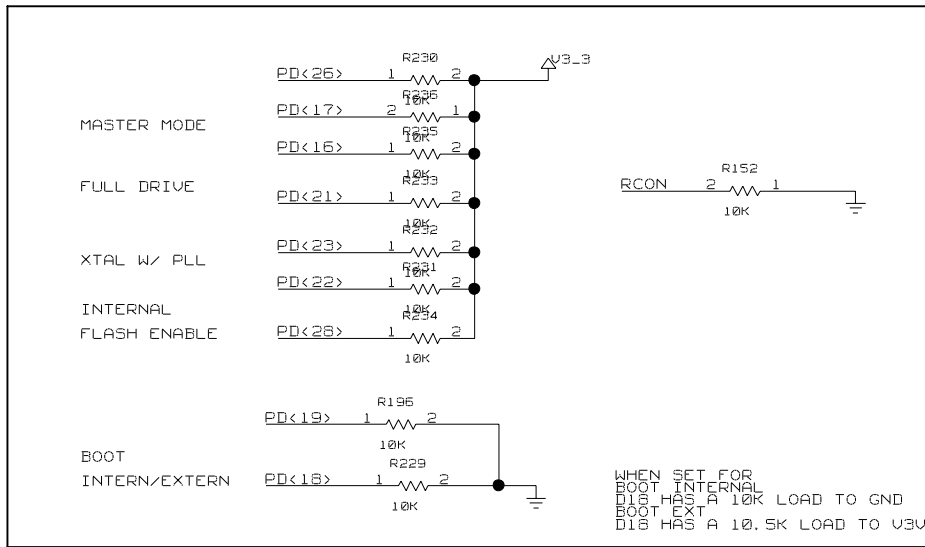 R230
V3_3
PD<26> 1 2
10K
R236
PD<17> 2 1
10K
MASTER MODE
R235
PD<16> 1 2
10K
FULL DRIVE
R233
PD<21> 1 2
10K
R232
PD<23> 1 2
10K
XTAL W/ PLL
R231
PD<22> 1 2
10K
INTERNAL
FLASH ENABLE
R234
PD<28> 1 2
10K
R152
RCON 2 1
10K
R196
PD<19> 1 2
10K
BOOT
INTERN/EXTERN
R229
PD<18> 1 2
10K
WHEN SET FOR
BOOT INTERNAL
D18 HAS A 10K LOAD TO GND
BOOT EXT
D18 HAS A 10.5K LOAD TO V3V